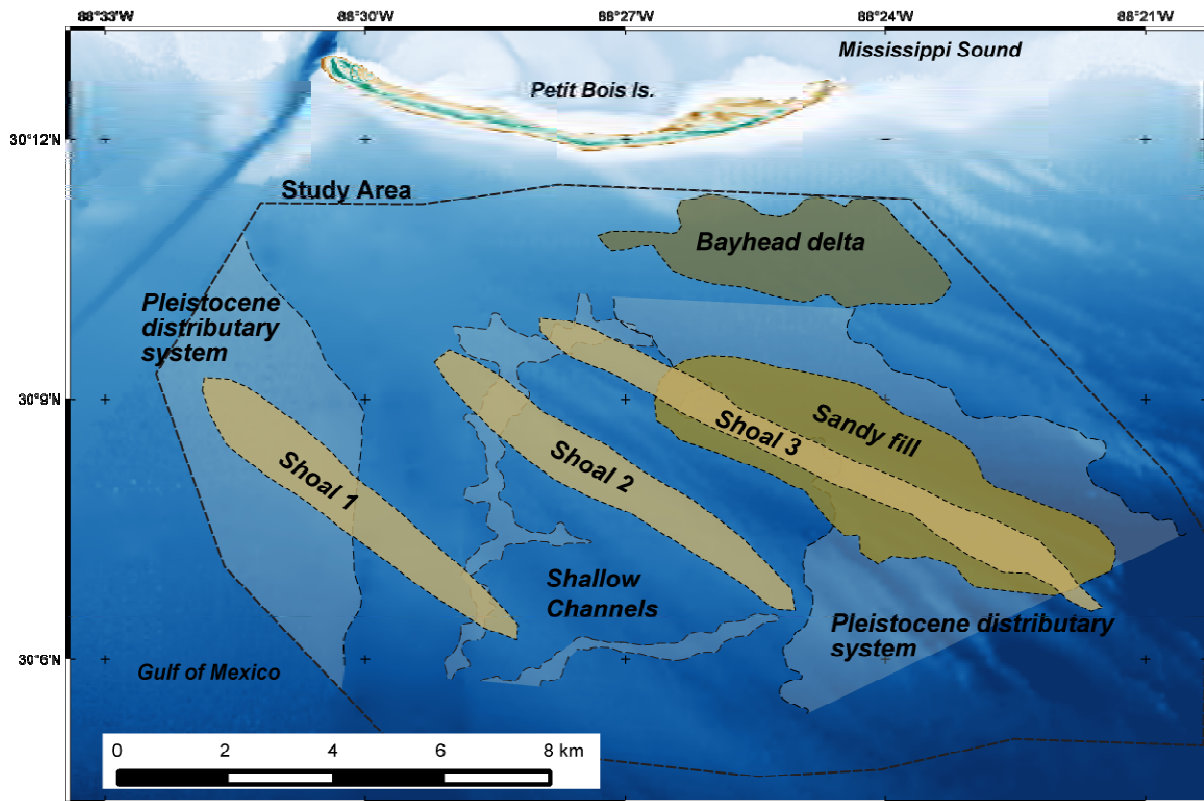 88°33'W 88°30'W 88°27'W 88°24'W 88°21'W
Mississippi Sound
Petit Bois Is.
30°12'N
Study Area
Bayhead delta
Pleistocene
distributary
system
30°9'N
Shoal 1
Shoal 2
Shoal 3
Sandy fill
Shallow
Channels
Pleistocene distributary
system
30°6'N
Gulf of Mexico
0 2 4 6 8 km